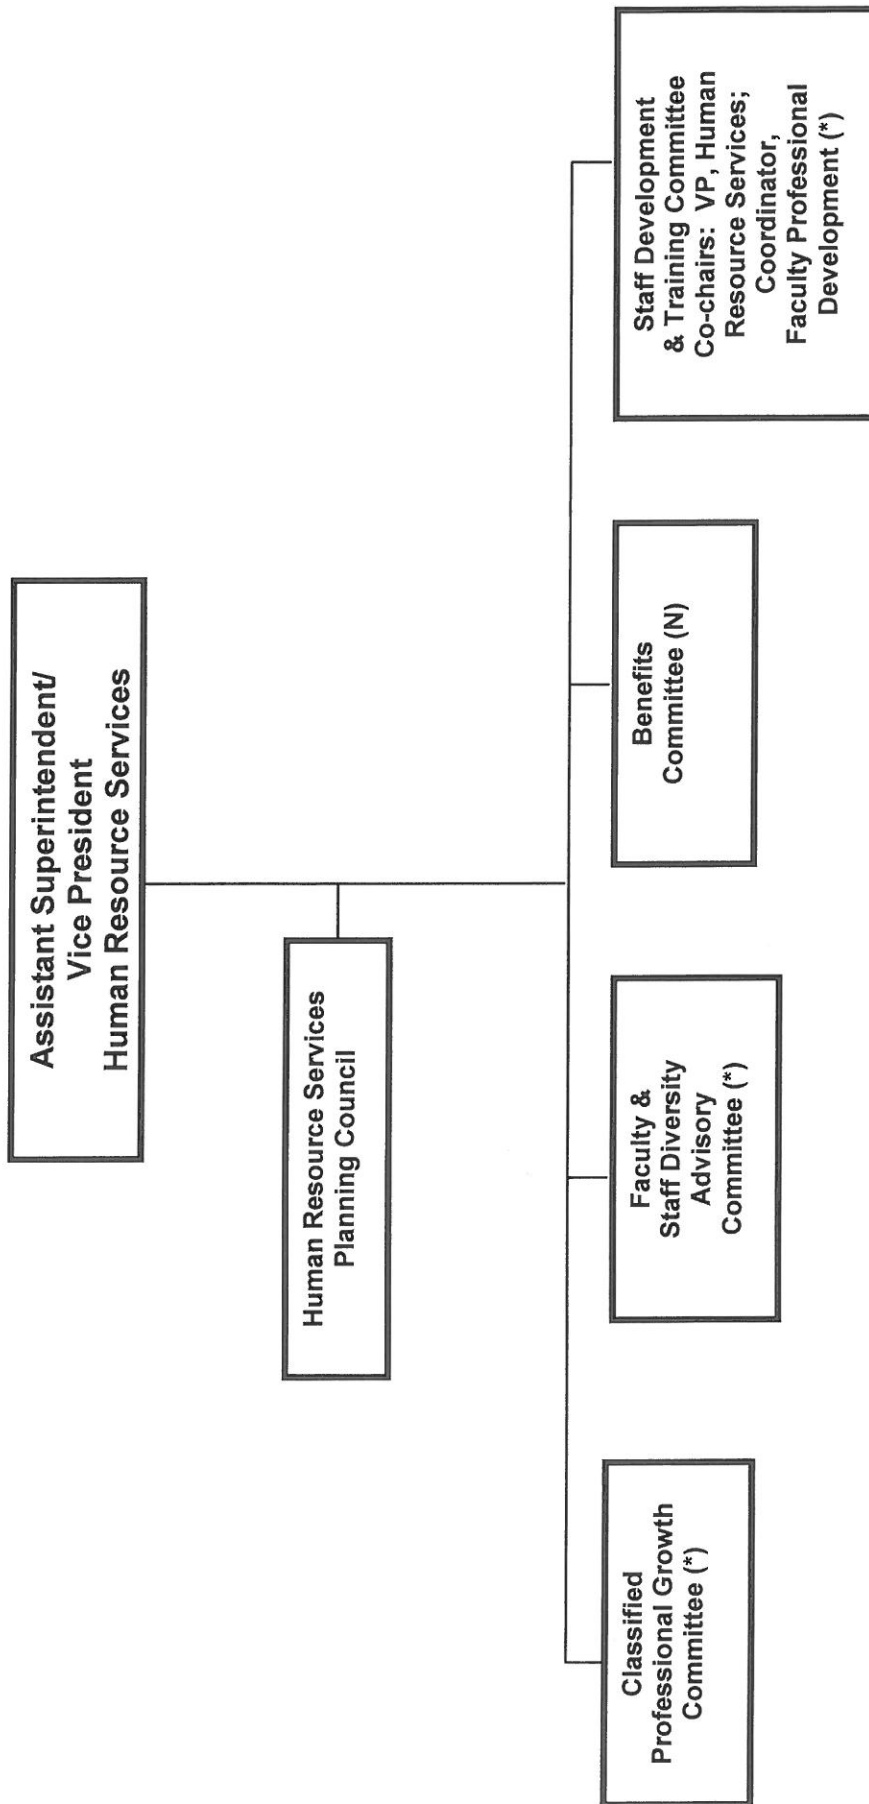 Assistant Superintendent/
Vice President
Human Resource Services
Human Resource Services
Planning Council
Classified
Professional Growth
Committee (*)
Faculty &
Staff Diversity
Advisory
Committee (*)
Benefits
Committee (N)
Staff Development
& Training Committee
Co-chairs: VP, Human
Resource Services;
Coordinator,
Faculty Professional
Development (*)